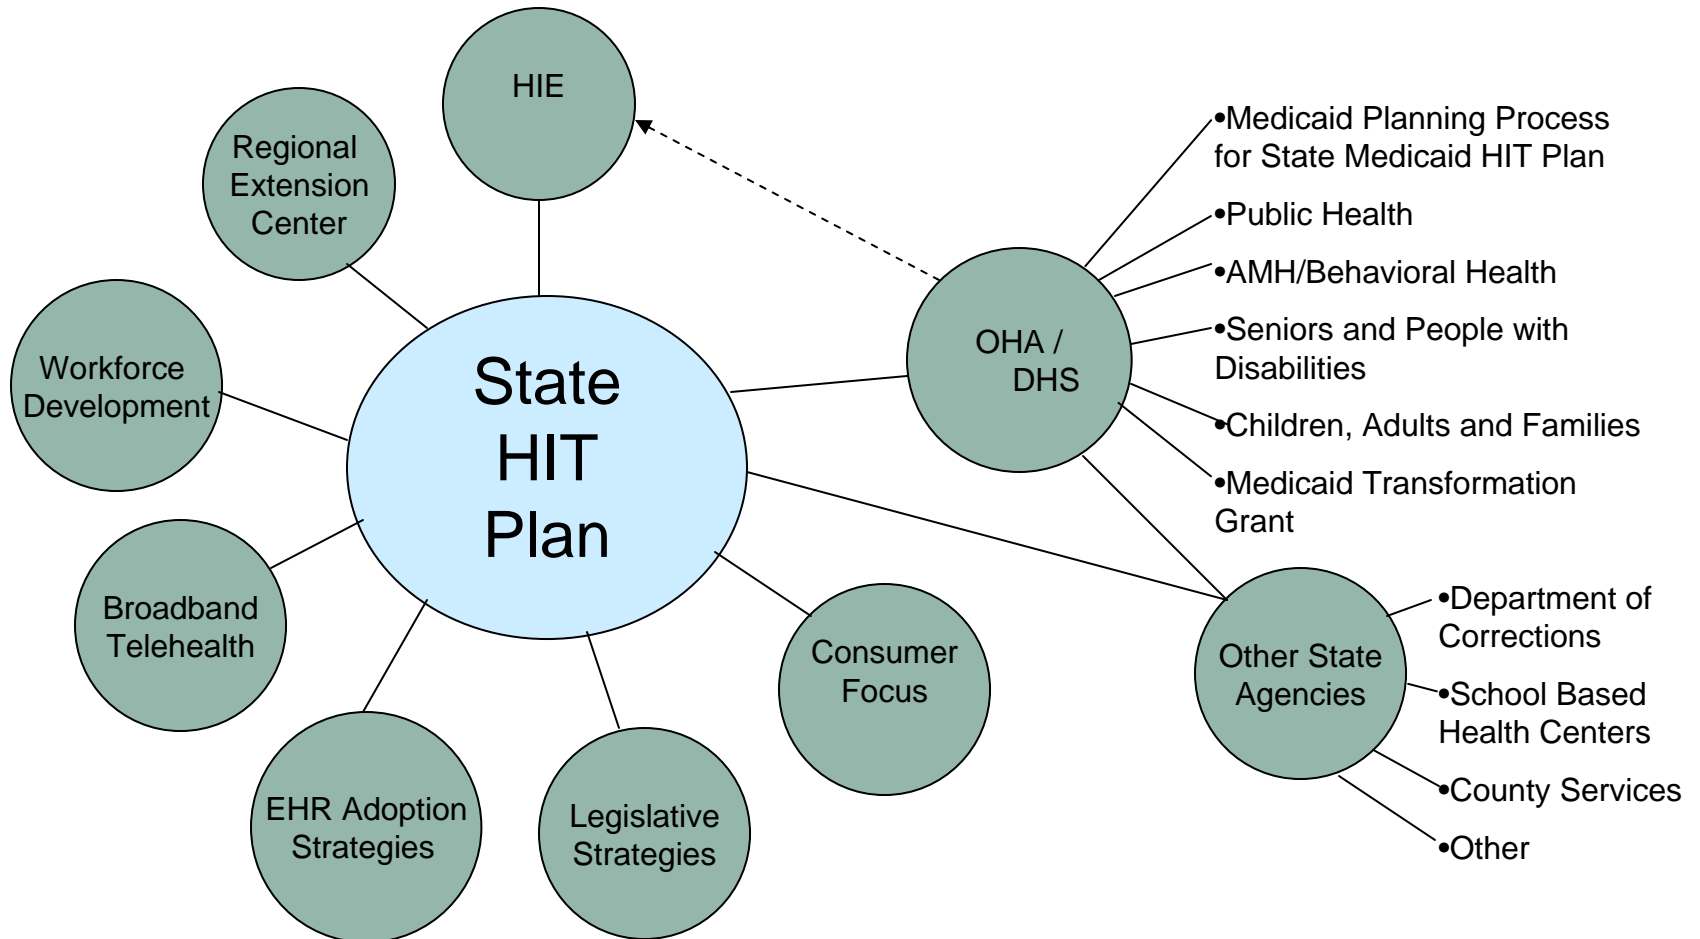 HIE
Regional
Extension
Center
Workforce
Development
Broadband
Telehealth
EHR Adoption
Strategies
Legislative
Strategies
Consumer
Focus
State
HIT
Plan
OHA /
DHS
•Medicaid Planning Process
for State Medicaid HIT Plan
•Public Health
•AMH/Behavioral Health
•Seniors and People with
Disabilities
•Children, Adults and Families
•Medicaid Transformation
Grant
Other State
Agencies
•Department of
Corrections
•School Based
Health Centers
•County Services
•Other